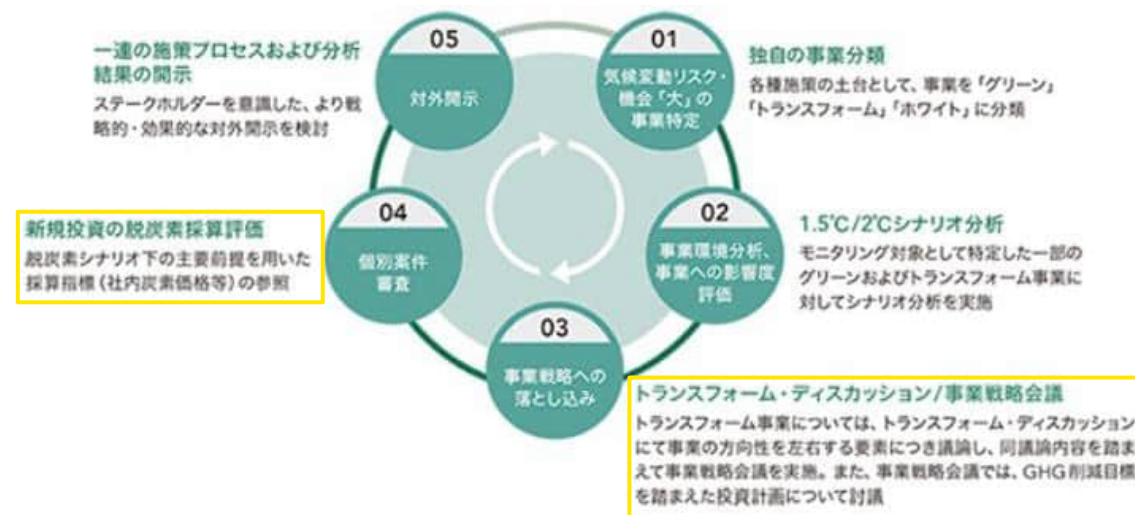 01
気候変動リスク・
機会「大」の
事業特定
独自の事業分類
各種施策の土台として、事業を「グリーン」
「トランスフォーム」「ホワイト」に分類
02
事業環境分析、
事業への影響度
評価
1.5℃/2℃シナリオ分析
モニタリング対象として特定した一部の
グリーンおよびトランスフォーム事業に
対してシナリオ分析を実施
03
事業戦略への
落とし込み
トランスフォーム・ディスカッション/事業戦略会議
トランスフォーム事業については、トランスフォーム・ディスカッション
にて事業の方向性を左右する要素につき議論し、同議論内容を踏ま
えて事業戦略会議を実施。また、事業戦略会議では、GHG削減目標
を踏まえた投資計画について討議
04
個別案件
審査
新規投資の脱炭素採算評価
脱炭素シナリオ下の主要前提を用いた
採算指標(社内炭素価格等)の参照
05
対外開示
一連の施策プロセスおよび分析
結果の開示
ステークホルダーを意識した、より戦
略的・効果的な対外開示を検討